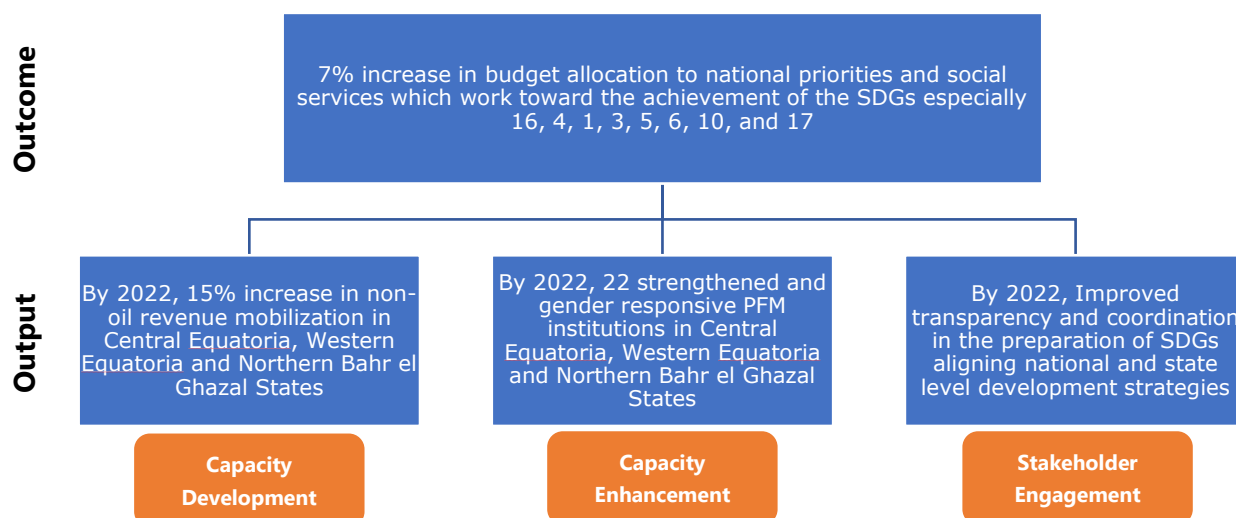 Outcome
7% increase in budget allocation to national priorities and social
services which work toward the achievement of the SDGs especially
16, 4, 1, 3, 5, 6, 10, and 17
Output
By 2022, 15% increase in non-
oil revenue mobilization in
Central Equatoria, Western
Equatoria and Northern Bahr el
Ghazal States
By 2022, 22 strengthened and
gender responsive PFM
institutions in Central
Equatoria, Western Equatoria
and Northern Bahr el Ghazal
States
By 2022, Improved
transparency and coordination
in the preparation of SDGs
aligning national and state
level development strategies
Capacity
Development
Capacity
Enhancement
Stakeholder
Engagement